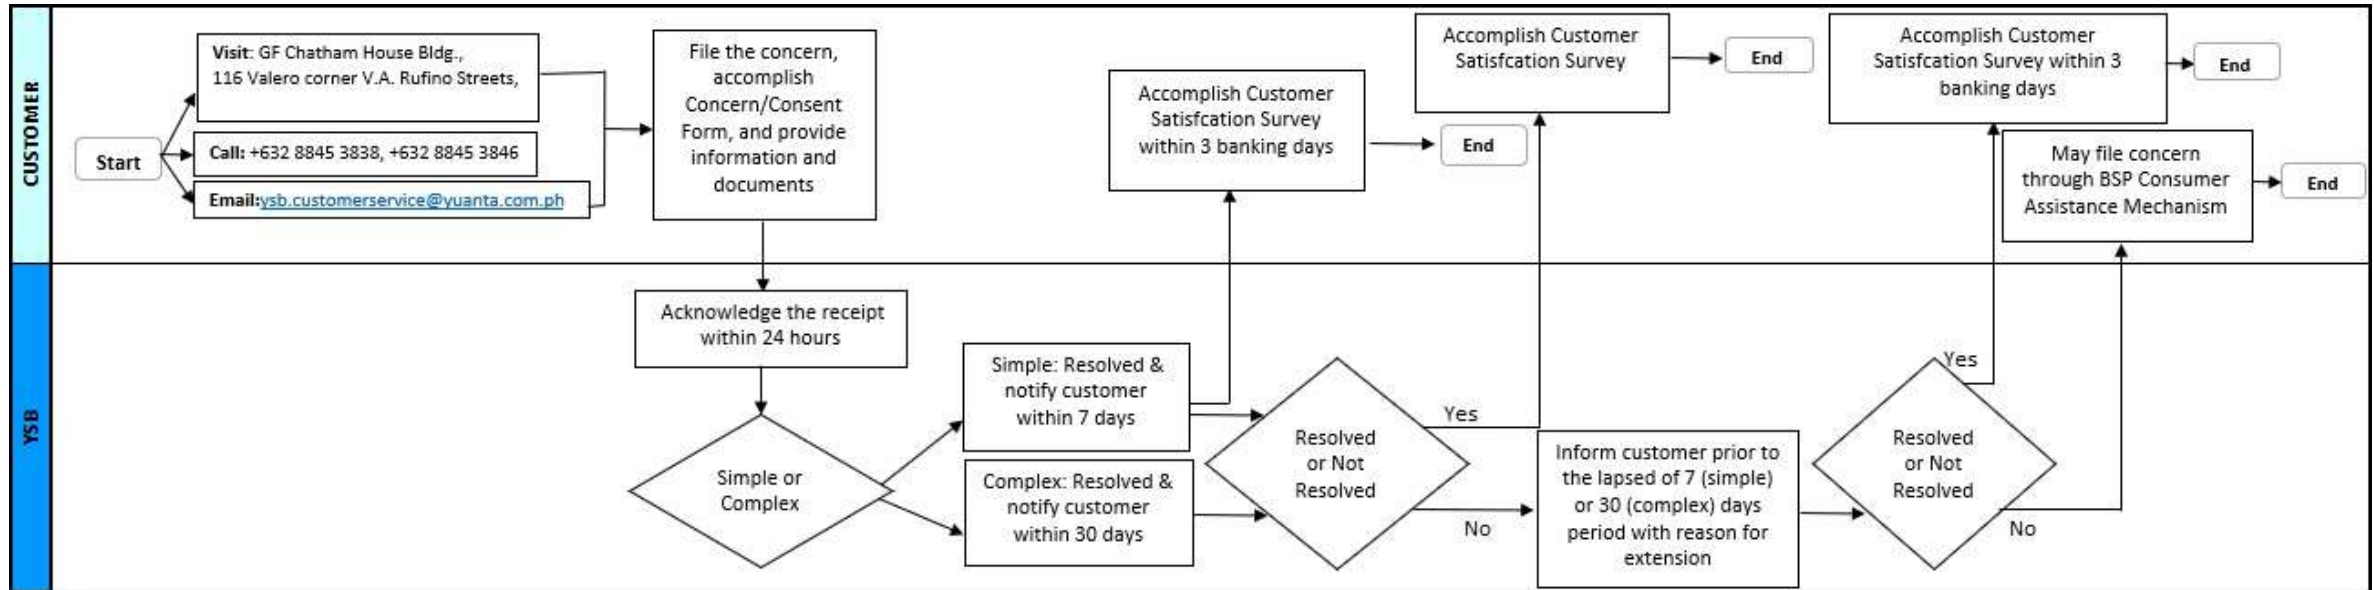 CUSTOMER
Start
Visit: GF Chatham House Bldg.,
116 Valero corner V.A. Rufino Streets,
Call: +632 8845 3838, +632 8845 3846
Email:ysb.customerservice@yuanta.com.ph
File the concern,
accomplish
Concern/Consent
Form, and provide
information and
documents
Accomplish Customer
Satisfcation Survey
within 3 banking days
End
Accomplish Customer
Satisfcation Survey
End
Accomplish Customer
Satisfcation Survey within 3
banking days
End
May file concern
through BSP Consumer
Assistance Mechanism
End
YSB
Acknowledge the receipt
within 24 hours
Simple or
Complex
Simple: Resolved &
notify customer
within 7 days
Complex: Resolved &
notify customer
within 30 days
Resolved
or Not
Resolved
Yes
No
Inform customer prior to
the lapsed of 7 (simple)
or 30 (complex) days
period with reason for
extension
Resolved
or Not
Resolved
Yes
No